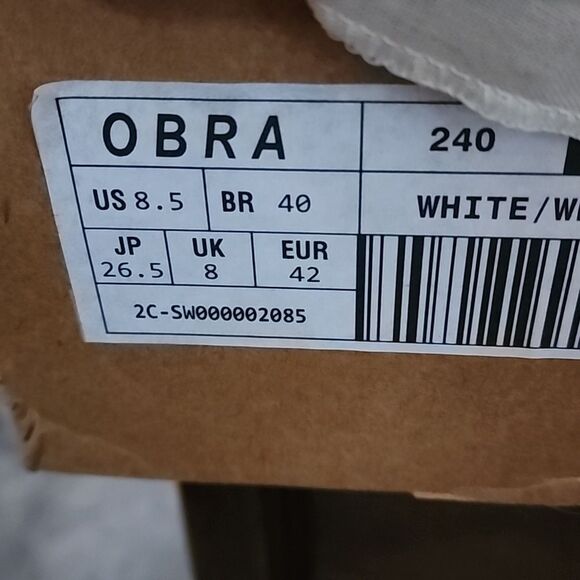 OBRA 240
US 8.5 BR 40 WHITE/
JP UK EUR
26.5 8 42
2C-SW000002085